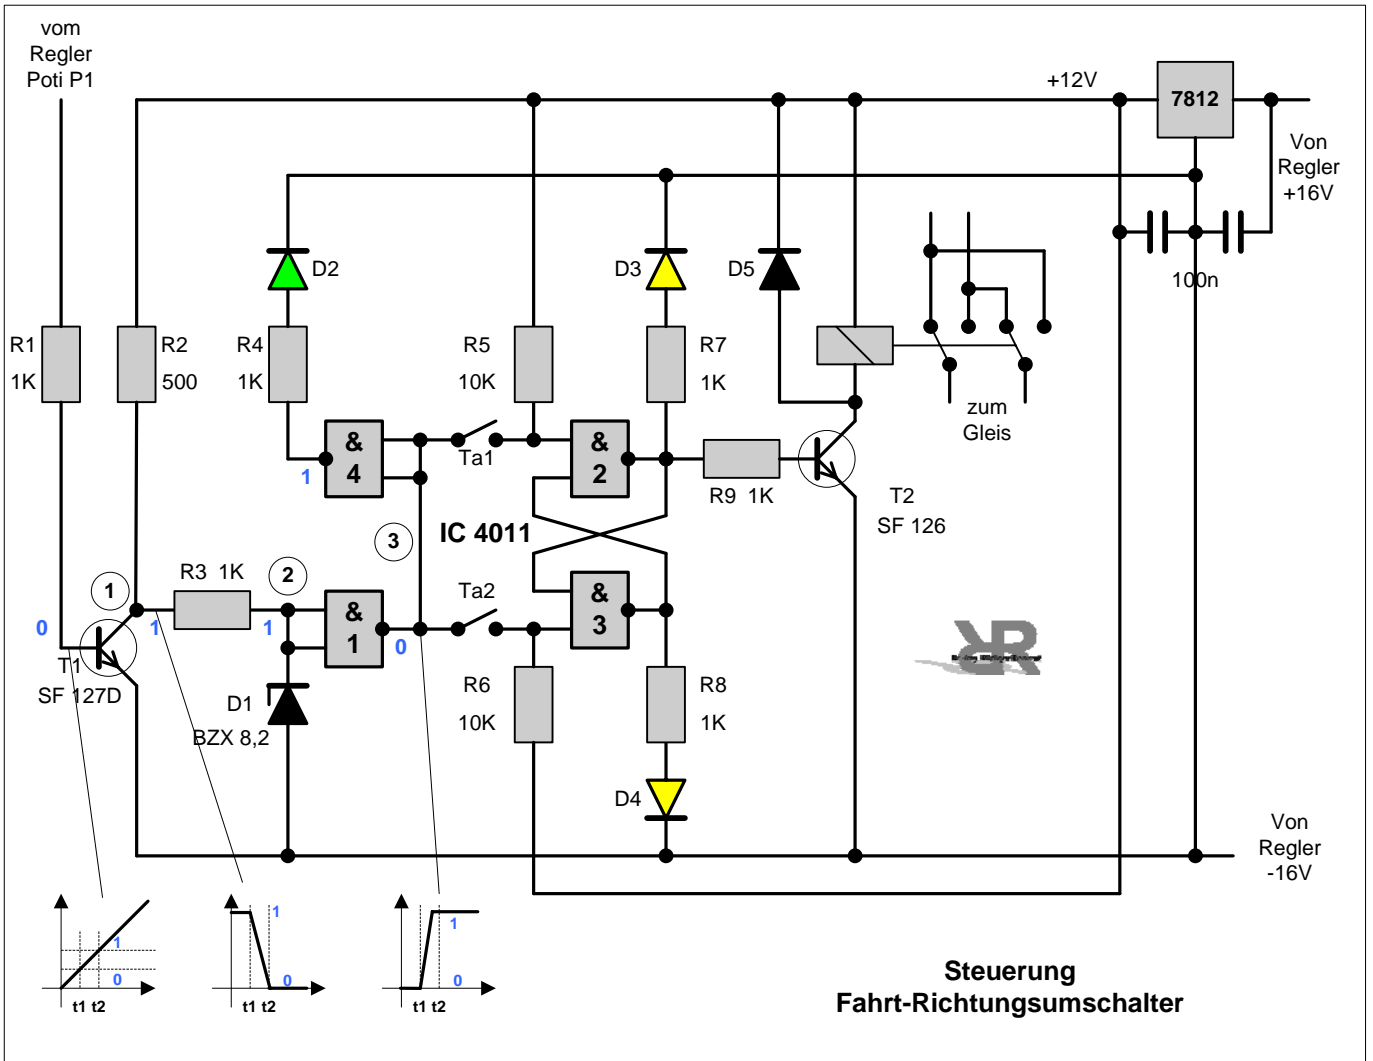 vom
Regler
Poti P1
+12V
7812
Von
Regler
+16V
D2
D3
D5
100n
R1
1K
R2
500
R4
1K
R5
10K
R7
1K
zum
Gleis
&
4
Ta1
&
2
1
R9 1K
T2
SF 126
3
IC 4011
R3 1K
2
1
Ta2
&
1
&
3
0
1
1
0
T1
SF 127D
D1
BZX 8,2
R6
10K
R8
1K
D4
Von
Regler
-16V
1
0
t1 t2
1
0
t1 t2
1
0
t1 t2
Steuerung
Fahrt-Richtungsumschalter